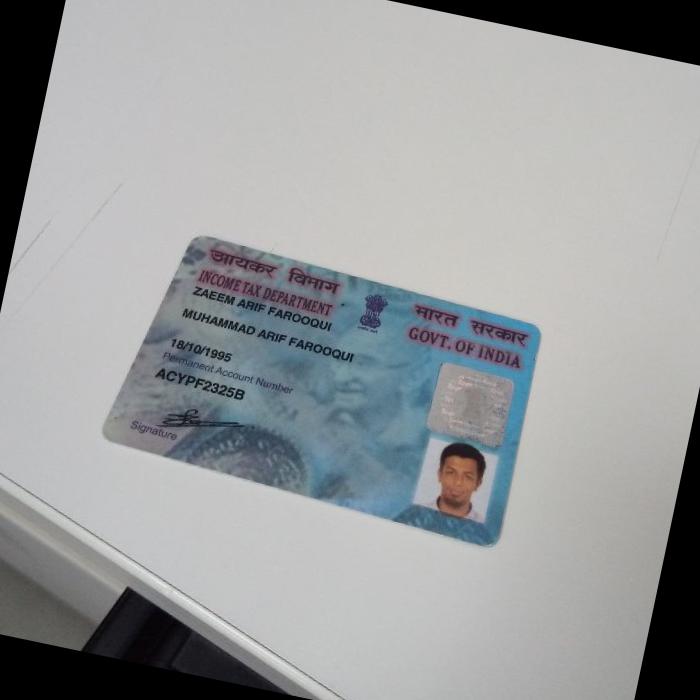 आयकर विभाग
INCOME TAX DEPARTMENT
भारत सरकार
GOVT. OF INDIA
ZAEEM ARIF FAROOQUI
MUHAMMAD ARIF FAROOQUI
18/10/1995
Permanent Account Number
ACYPF2325B
Signature